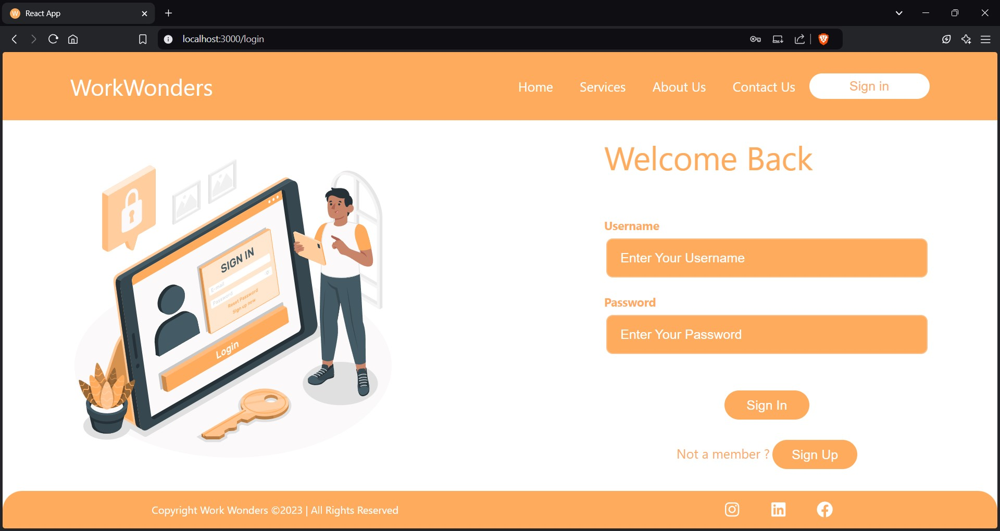 W React App
localhost:3000/login
WorkWonders
Home Services About Us Contact Us Sign in
Welcome Back
SIGN IN
E-mail
Password
Reset Password
Sign up now
Login
Username
Enter Your Username
Password
Enter Your Password
Sign In
Not a member ? Sign Up
Copyright Work Wonders ©2023 | All Rights Reserved